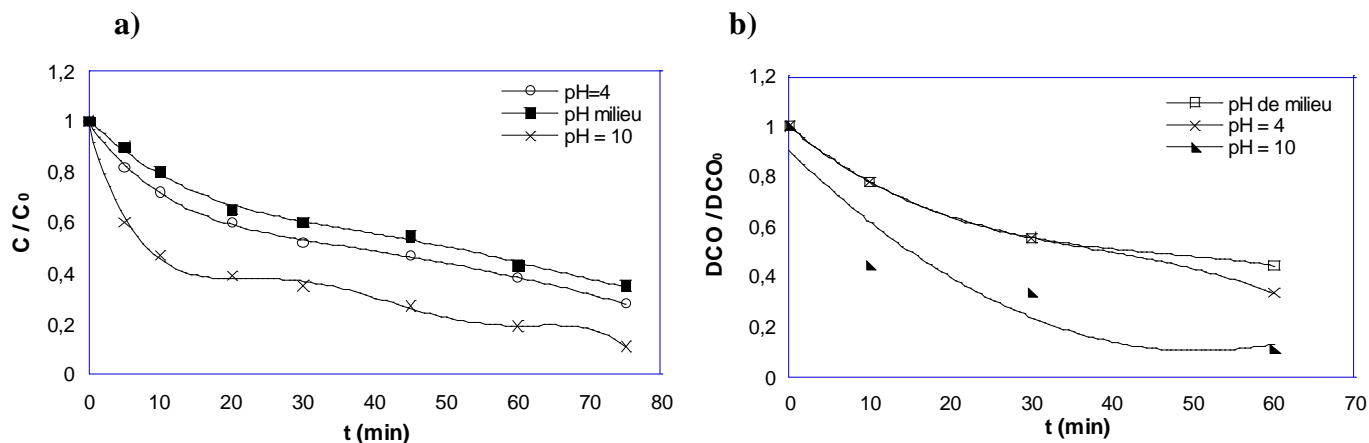 a)
C / C₀
1,2
1
0,8
0,6
0,4
0,2
0
0 10 20 30 40 50 60 70 80
t (min)
pH=4
pH milieu
pH = 10
b)
DCO / DCO₀
1,2
1
0,8
0,6
0,4
0,2
0
0 10 20 30 40 50 60 70
t (min)
pH de milieu
pH = 4
pH = 10